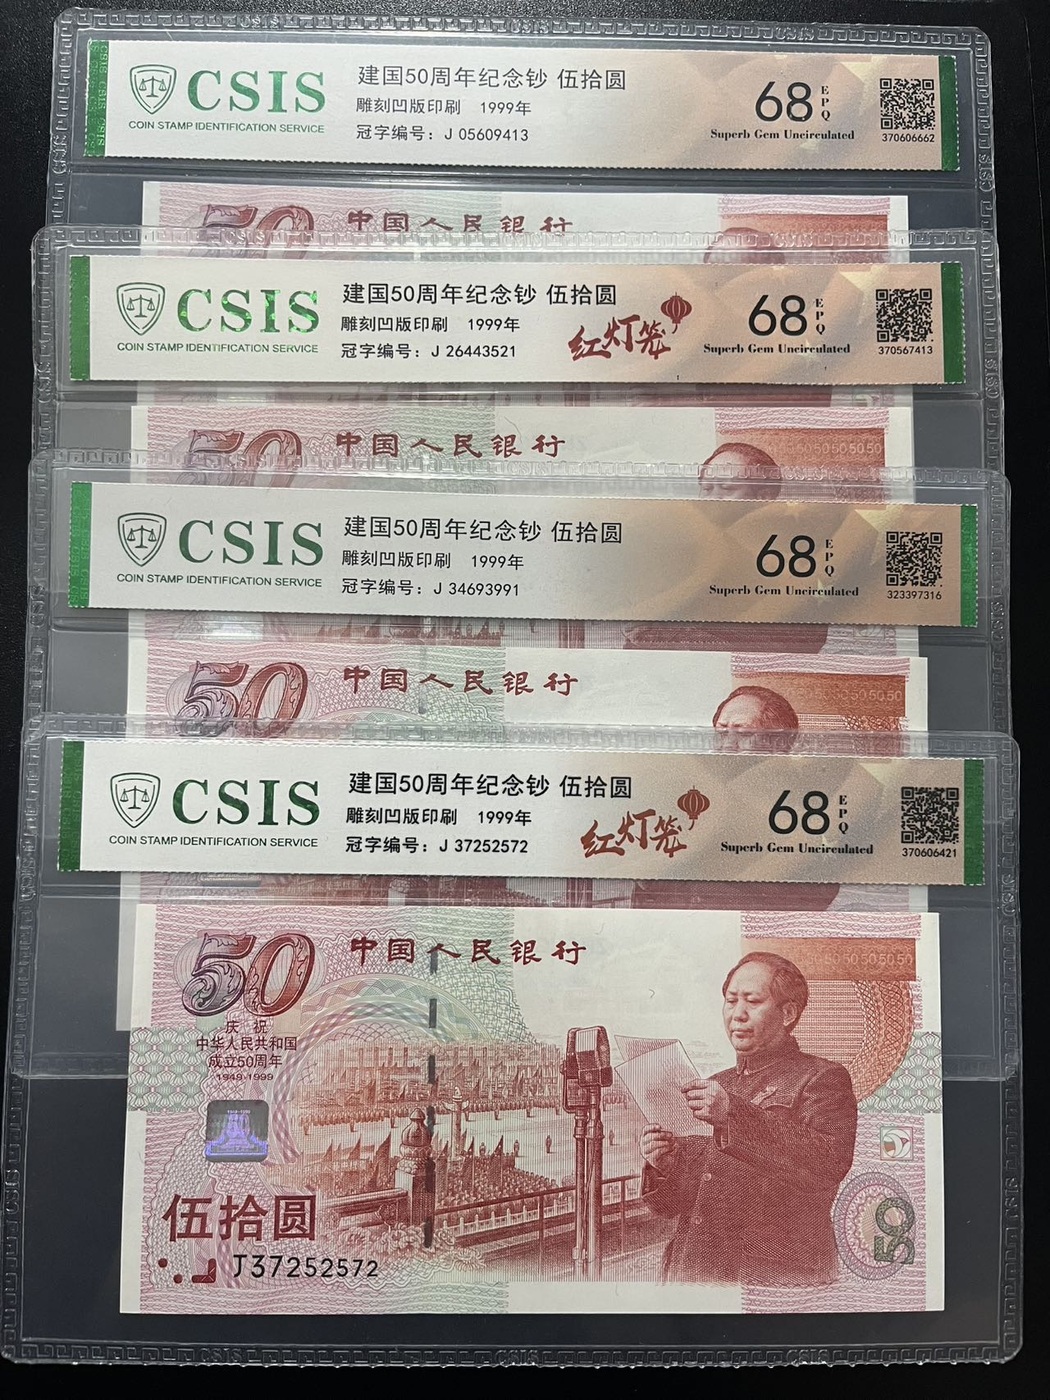 CSIS
COIN STAMP IDENTIFICATION SERVICE
建国50周年纪念钞 伍拾圆
雕刻凹版印刷 1999年
冠字编号: J 05609413
68 EPQ
Superb Gem Uncirculated
370606662
50 中国人民银行
CSIS
COIN STAMP IDENTIFICATION SERVICE
建国50周年纪念钞 伍拾圆
雕刻凹版印刷 1999年
冠字编号: J 26443521
红灯笼
68 EPQ
Superb Gem Uncirculated
370567413
50 中国人民银行
CSIS
COIN STAMP IDENTIFICATION SERVICE
建国50周年纪念钞 伍拾圆
雕刻凹版印刷 1999年
冠字编号: J 34693991
68 EPQ
Superb Gem Uncirculated
323397316
50 中国人民银行
CSIS
COIN STAMP IDENTIFICATION SERVICE
建国50周年纪念钞 伍拾圆
雕刻凹版印刷 1999年
冠字编号: J 37252572
红灯笼
68 EPQ
Superb Gem Uncirculated
370606421
50 中国人民银行
庆祝
中华人民共和国
成立50周年
1949-1999
伍拾圆
J37252572
50